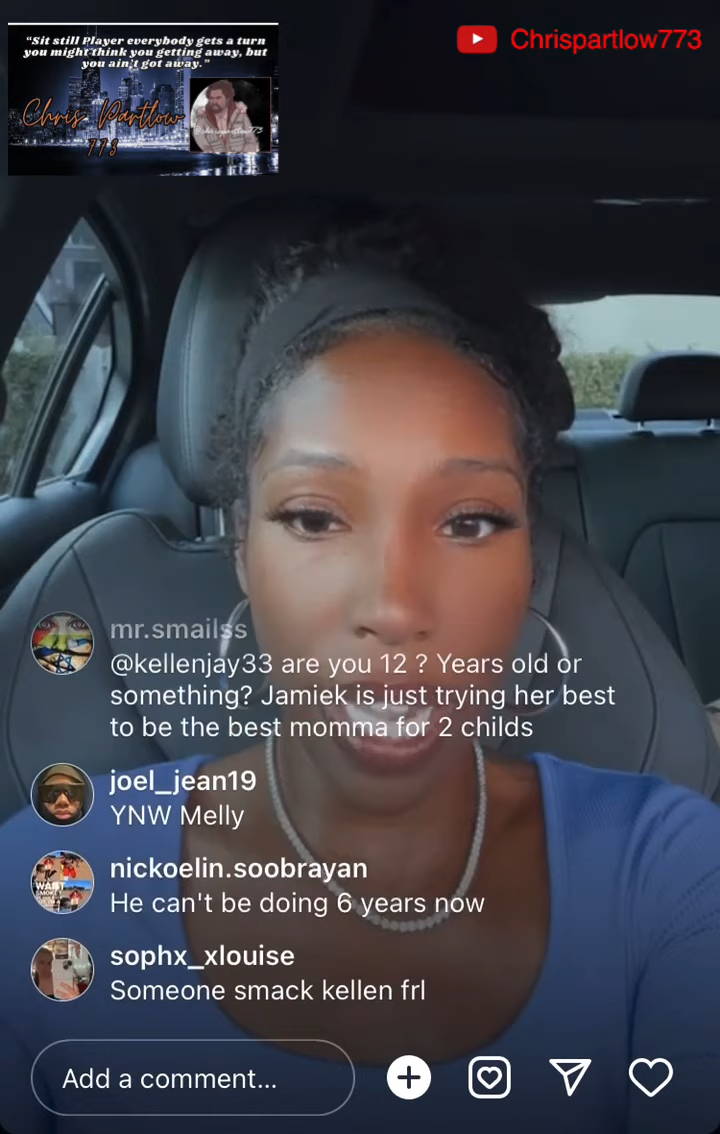 "Sit still Player everybody gets a turn
you might think you getting away, but
you ain't got away."
Chris Partlow
773
Chrispartlow773
mr.smailss
@kellenjay33 are you 12 ? Years old or
something? Jamiek is just trying her best
to be the best momma for 2 childs
joel_jean19
YNW Melly
nickoelin.soobrayan
He can't be doing 6 years now
sophx_xlouise
Someone smack kellen frl
Add a comment...